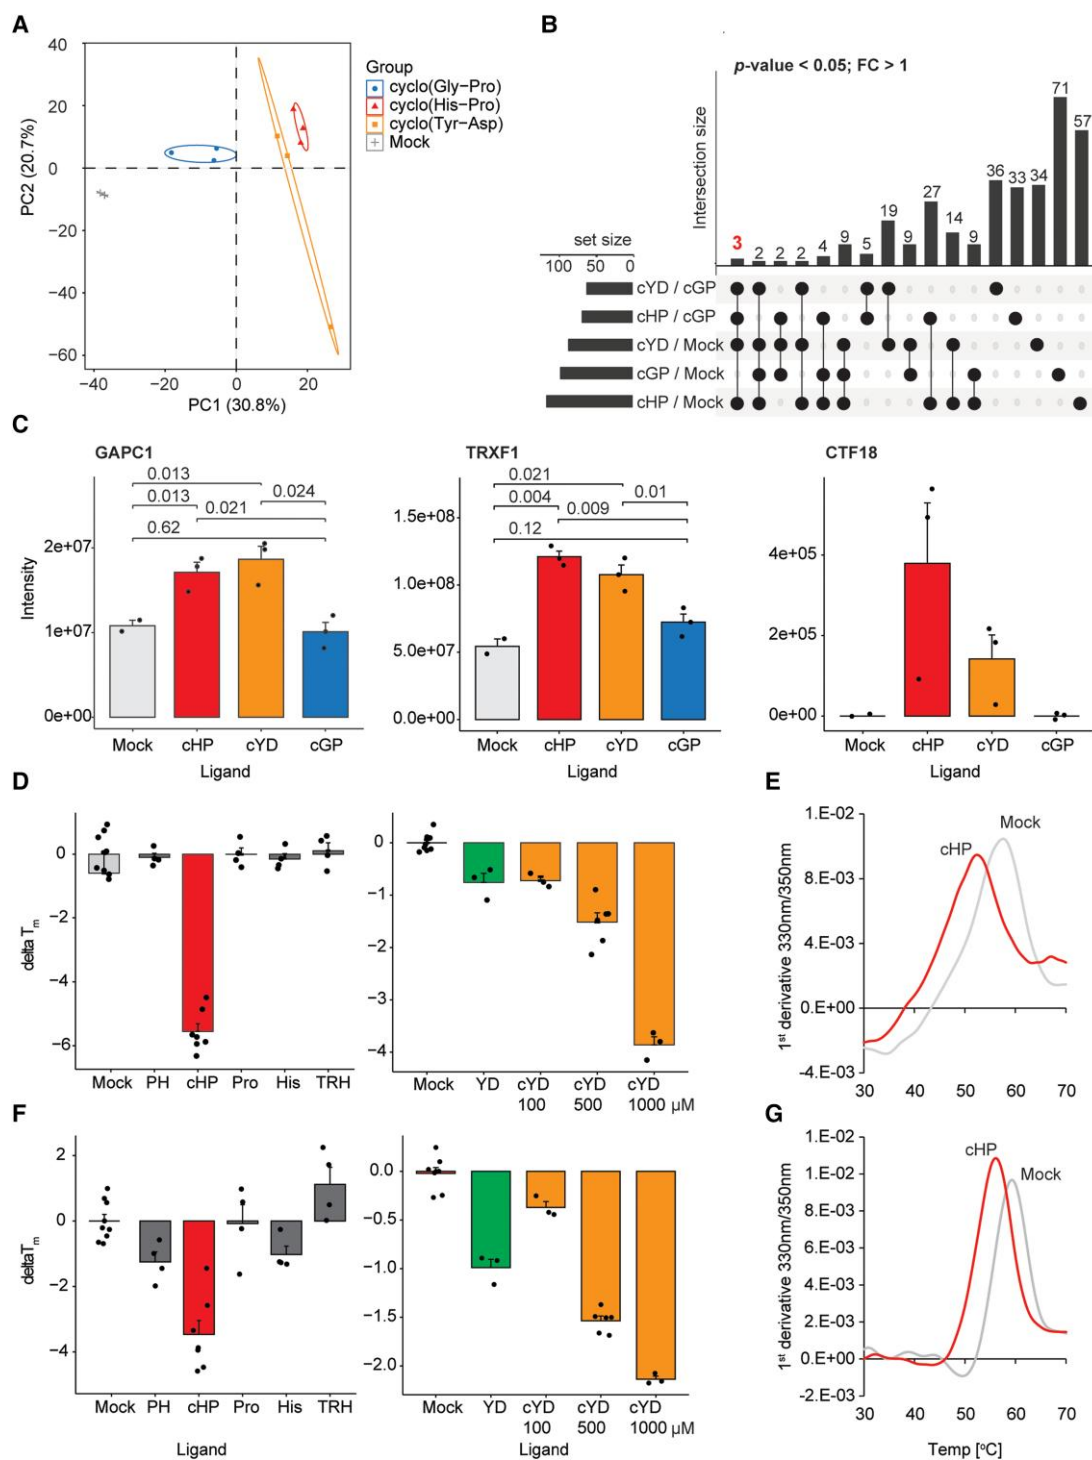 A
40
20
0
−20
−40
−60
−40
−20
0
20
PC2 (20.7%)
PC1 (30.8%)
Group
cyclo(Gly−Pro)
cyclo(His−Pro)
cyclo(Tyr−Asp)
Mock
B
p-value < 0.05; FC > 1
Intersection size
3 2 2 2 4 9 5 19 9 27 14 9 36 33 34 71 57
set size
100 50 0
cYD / cGP
cHP / cGP
cYD / Mock
cGP / Mock
cHP / Mock
C
GAPC1
0.013
0.013 0.024
0.021
0.62
2e+07
1e+07
0e+00
Intensity
Mock cHP cYD cGP
Ligand
TRXF1
0.021
0.004 0.01
0.009
0.12
1.5e+08
1.0e+08
5.0e+07
0.0e+00
Mock cHP cYD cGP
Ligand
CTF18
4e+05
2e+05
0e+00
Mock cHP cYD cGP
Ligand
D
0
−2
−4
−6
delta Tm
Mock PH cHP Pro His TRH
0
−1
−2
−3
−4
Mock YD cYD cYD cYD
100 500 1000 µM
E
1.E-02
8.E-03
4.E-03
0.E+00
-4.E-03
1st derivative 330nm/350nm
cHP
Mock
30 40 50 60 70
F
2
0
−2
−4
deltaTm
Mock PH cHP Pro His TRH
Ligand
0.0
−0.5
−1.0
−1.5
−2.0
Mock YD cYD cYD cYD
100 500 1000 µM
Ligand
G
1.E-02
1.E-02
8.E-03
6.E-03
4.E-03
2.E-03
0.E+00
-2.E-03
1st derivative 330nm/350nm
cHP
Mock
30 40 50 60 70
Temp [ºC]